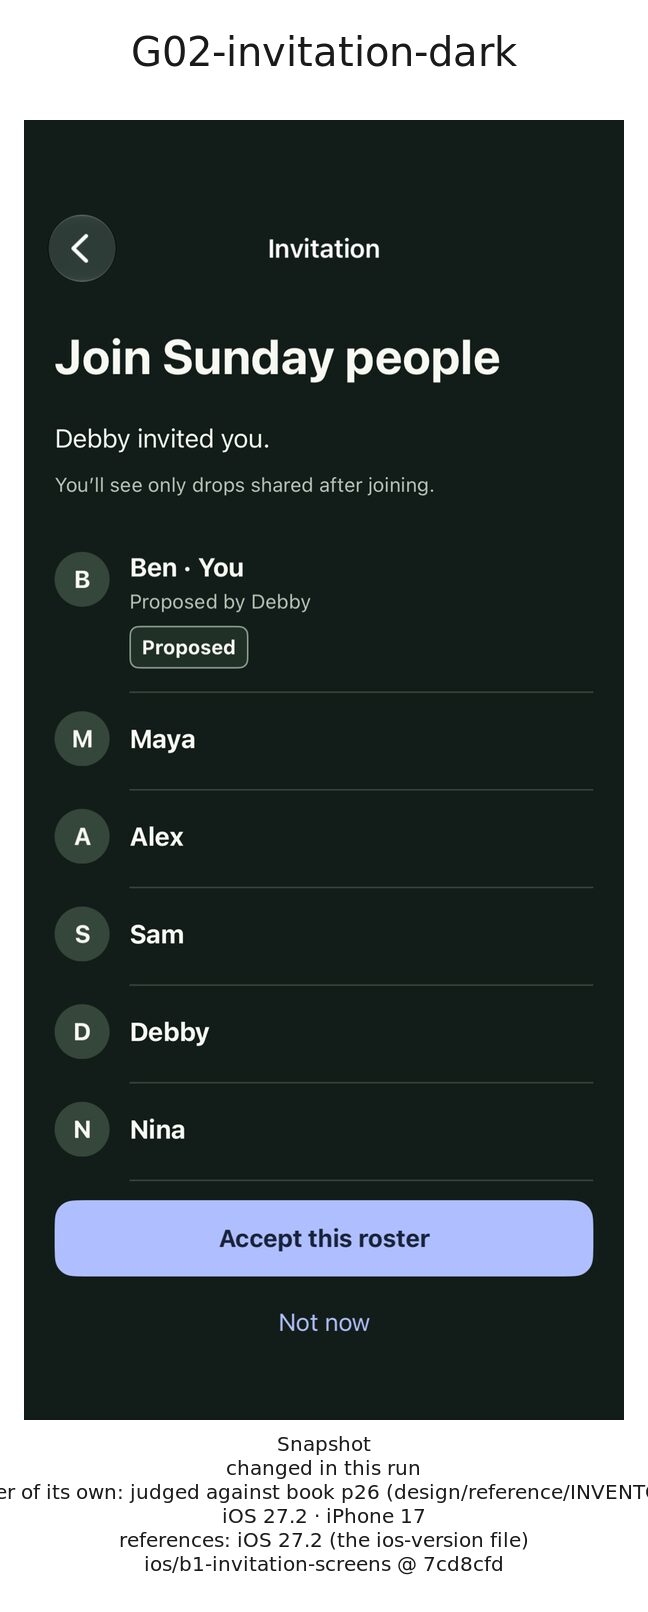 G02-invitation-dark
Invitation
Join Sunday people
Debby invited you.
You’ll see only drops shared after joining.
B
Ben · You
Proposed by Debby
Proposed
M
Maya
A
Alex
S
Sam
D
Debby
N
Nina
Accept this roster
Not now
Snapshot
changed in this run
of its own: judged against book p26 (design/reference/
iOS 27.2 · iPhone 17
references: iOS 27.2 (the ios-version file)
ios/b1-invitation-screens @ 7cd8cfd